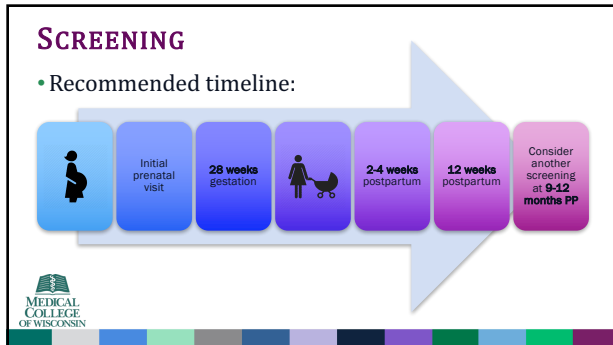 SCREENING
• Recommended timeline:
Initial
prenatal
visit
28 weeks
gestation
2-4 weeks
postpartum
12 weeks
postpartum
Consider
another
screening
at 9-12
months PP
MEDICAL
COLLEGE
OF WISCONSIN